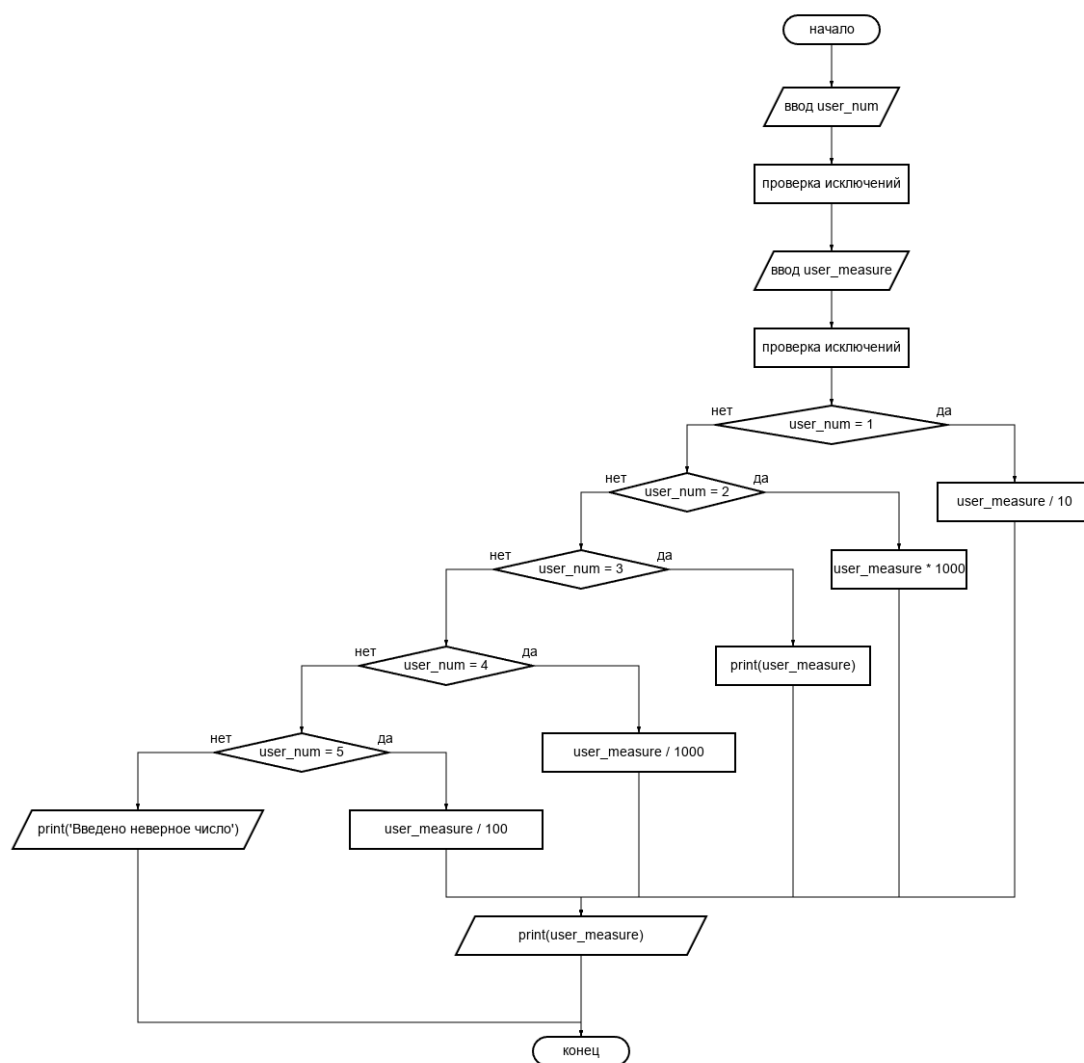 начало
ввод user_num
проверка исключений
ввод user_measure
проверка исключений
нет
user_num = 1
да
нет
user_num = 2
да
user_measure / 10
нет
user_num = 3
да
user_measure * 1000
нет
user_num = 4
да
print(user_measure)
нет
user_num = 5
да
user_measure / 1000
print('Введено неверное число')
user_measure / 100
print(user_measure)
конец